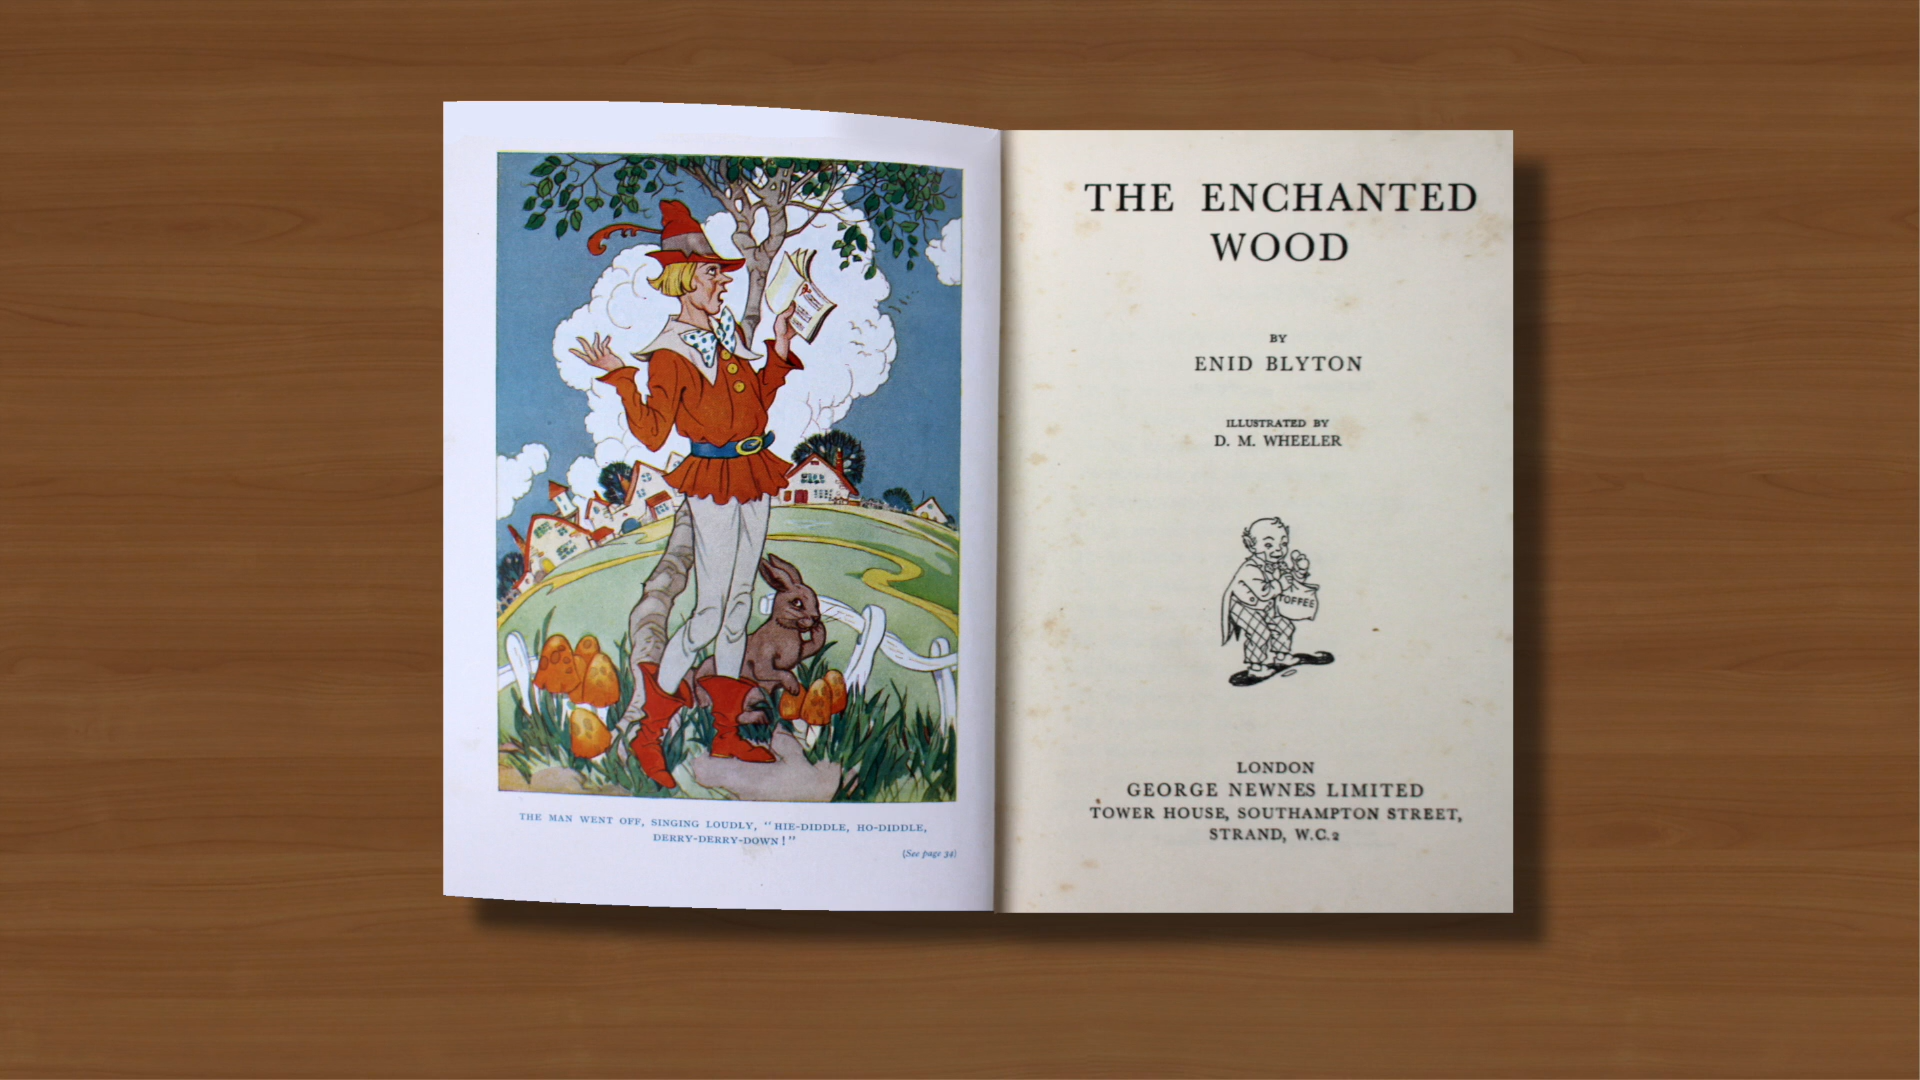 THE MAN WENT OFF, SINGING LOUDLY, "HIE-DIDDLE, HO-DIDDLE,
DERRY-DERRY-DOWN!"
(See page 34)
THE ENCHANTED
WOOD
BY
ENID BLYTON
ILLUSTRATED BY
D. M. WHEELER
TOFFEE
LONDON
GEORGE NEWNES LIMITED
TOWER HOUSE, SOUTHAMPTON STREET,
STRAND, W.C.2